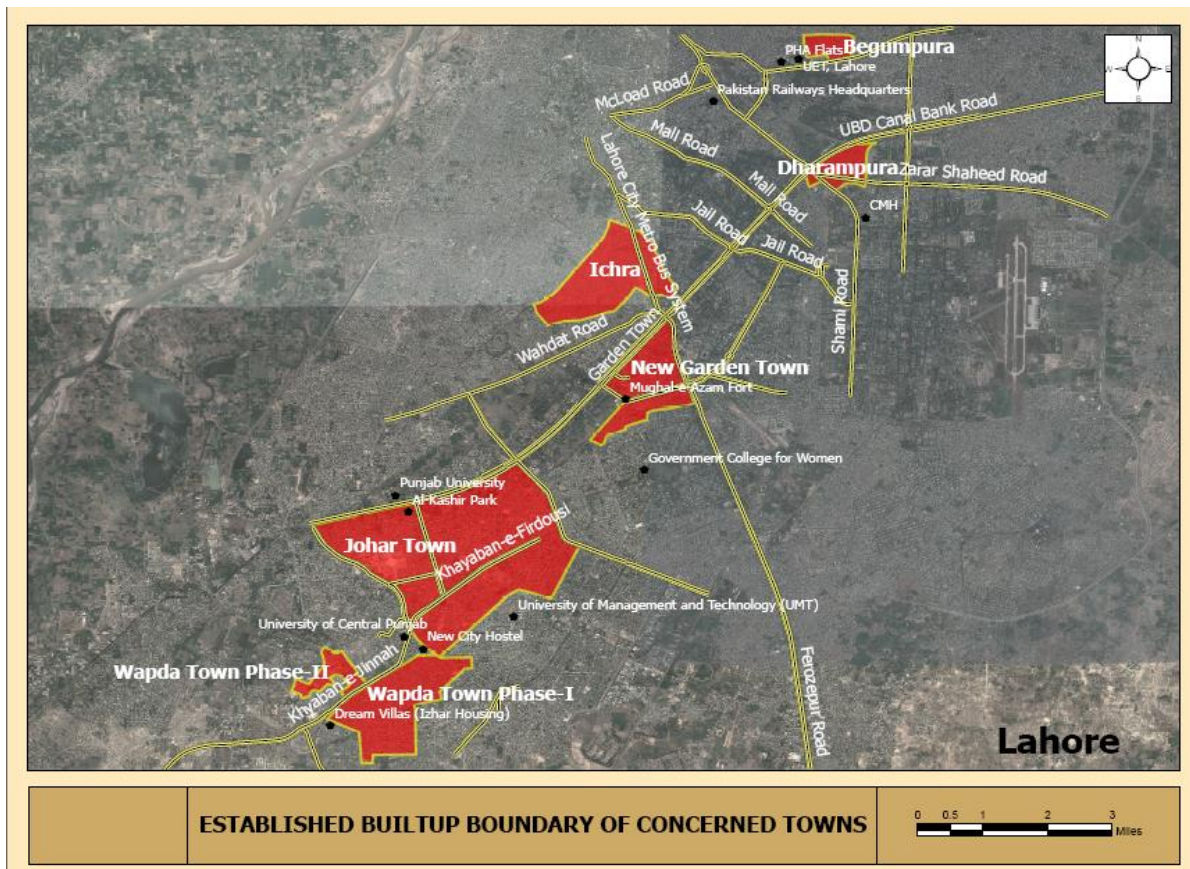 PHA Flats
Begumpura
UET, Lahore
N
W
E
S
McLoad Road
Pakistan Railways Headquarters
UBD Canal Bank Road
Mall Road
Lahore City Metro Bus System
Dharampura
Zarar Shaheed Road
Mall Road
CMH
Jail Road
Jail Road
Ichra
Shami Road
Wahdat Road
Garden Town
New Garden Town
Mughal-e-Azam Fort
Government College for Women
Punjab University
Al-Kashir Park
Khayaban-e-Firdousi
Johar Town
University of Management and Technology (UMT)
University of Central Punjab
New City Hostel
Wapda Town Phase-II
Khyaban-e-Jinnah
Wapda Town Phase-I
Dream Villas (Izhar Housing)
Ferozepur Road
Lahore
ESTABLISHED BUILTUP BOUNDARY OF CONCERNED TOWNS
0 0.5 1 2 3
Miles